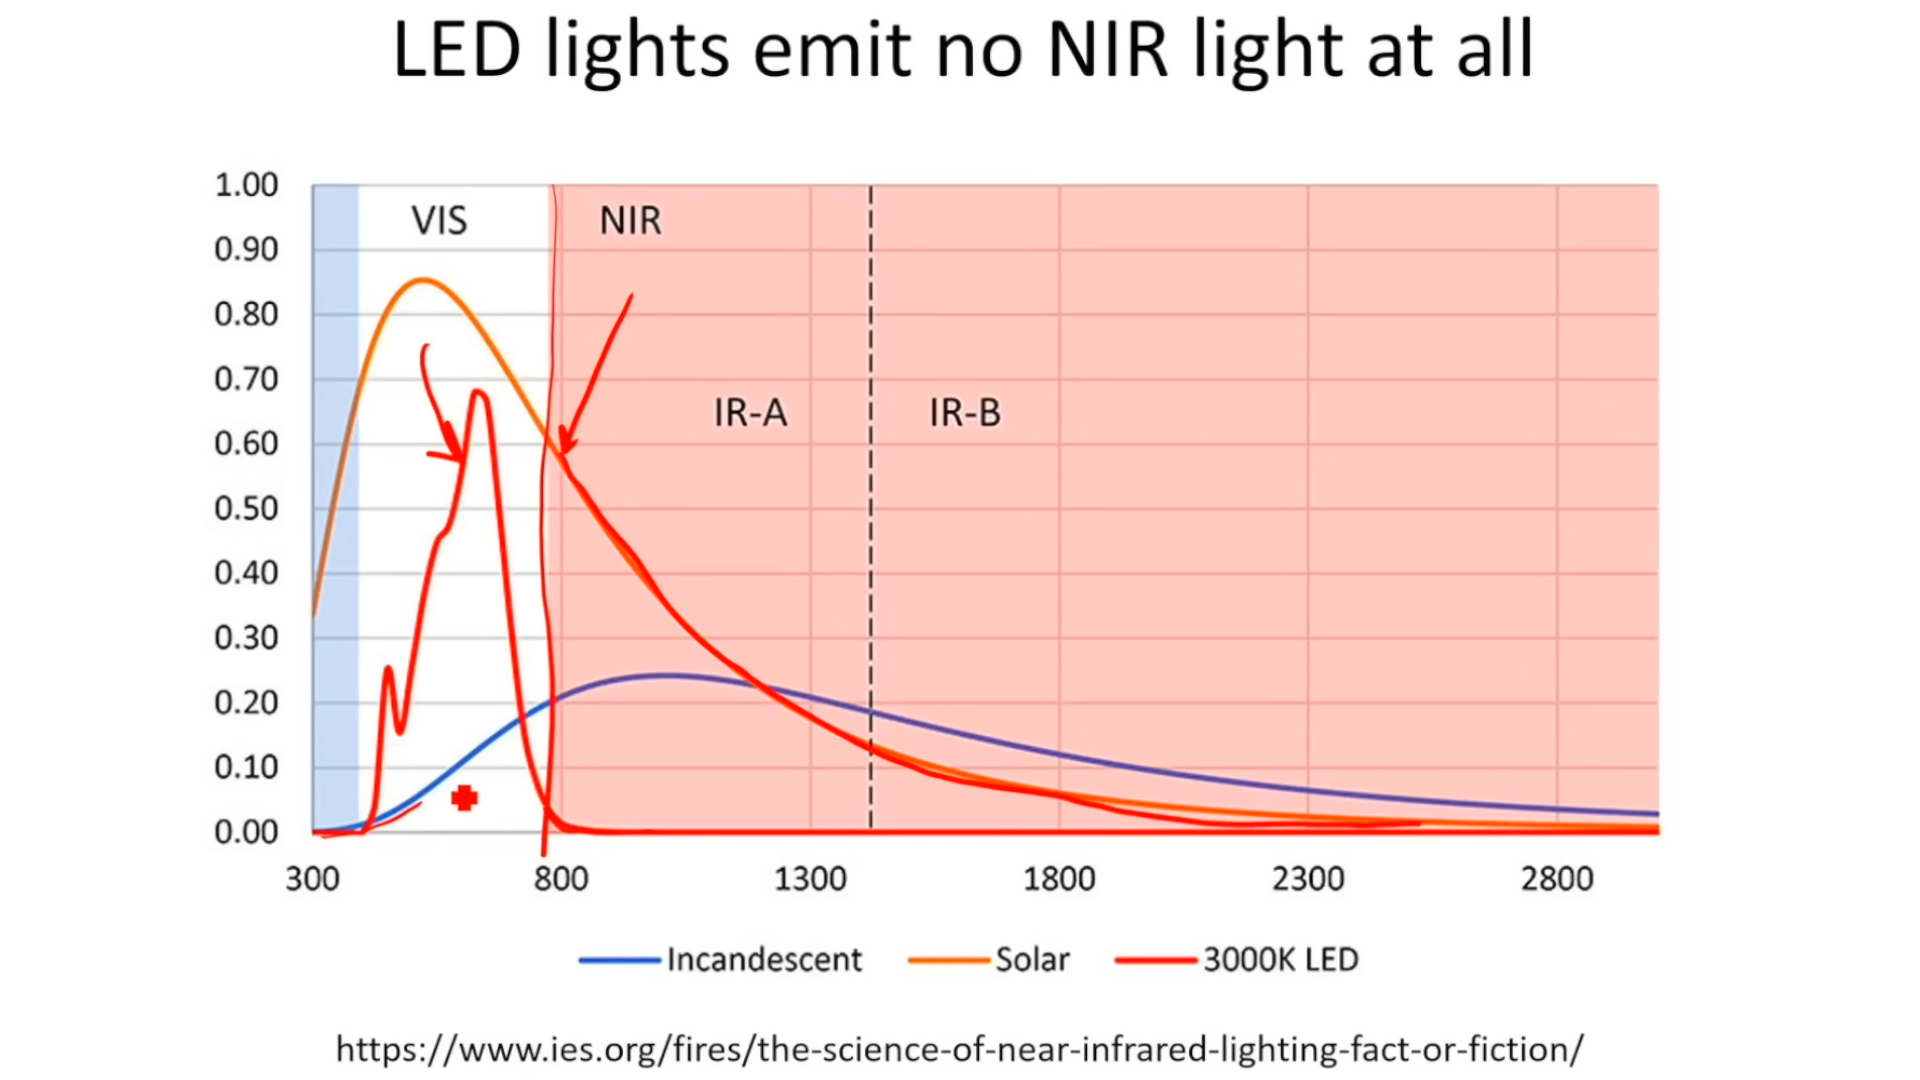 LED lights emit no NIR light at all
1.00
VIS
NIR
0.90
0.80
0.70
IR-A
IR-B
0.60
0.50
0.40
0.30
0.20
0.10
0.00
300
800
1300
1800
2300
2800
Incandescent
Solar
3000K LED
https://www.ies.org/fires/the-science-of-near-infrared-lighting-fact-or-fiction/